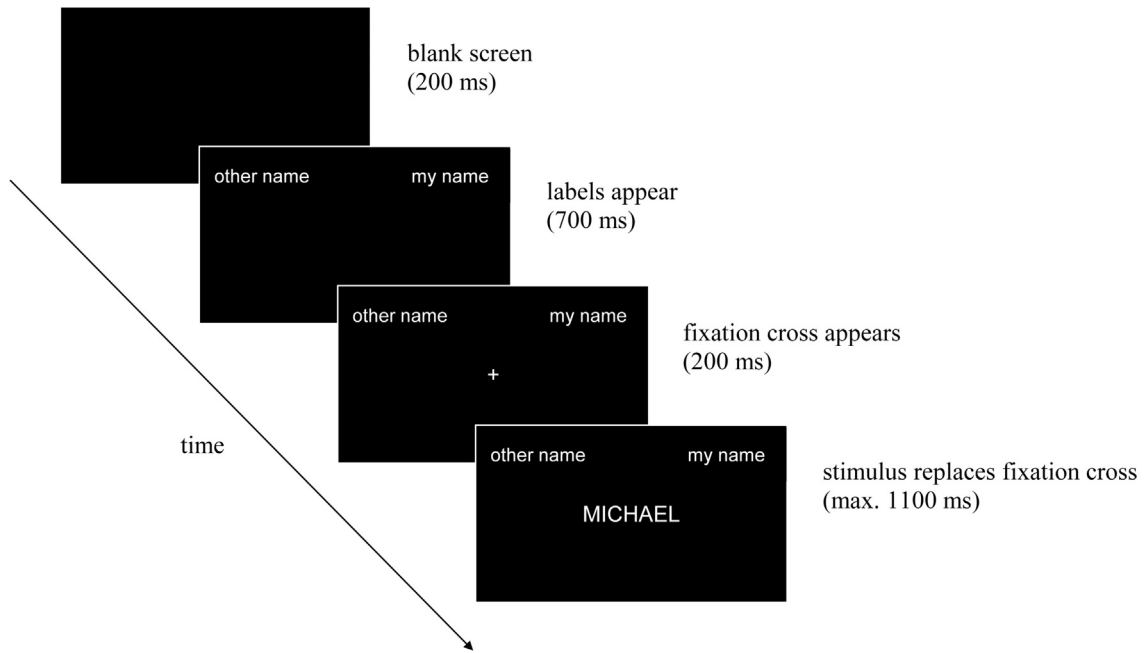 blank screen
(200 ms)
other name my name
labels appear
(700 ms)
other name my name
+
fixation cross appears
(200 ms)
time
other name my name
MICHAEL
stimulus replaces fixation cross
(max. 1100 ms)